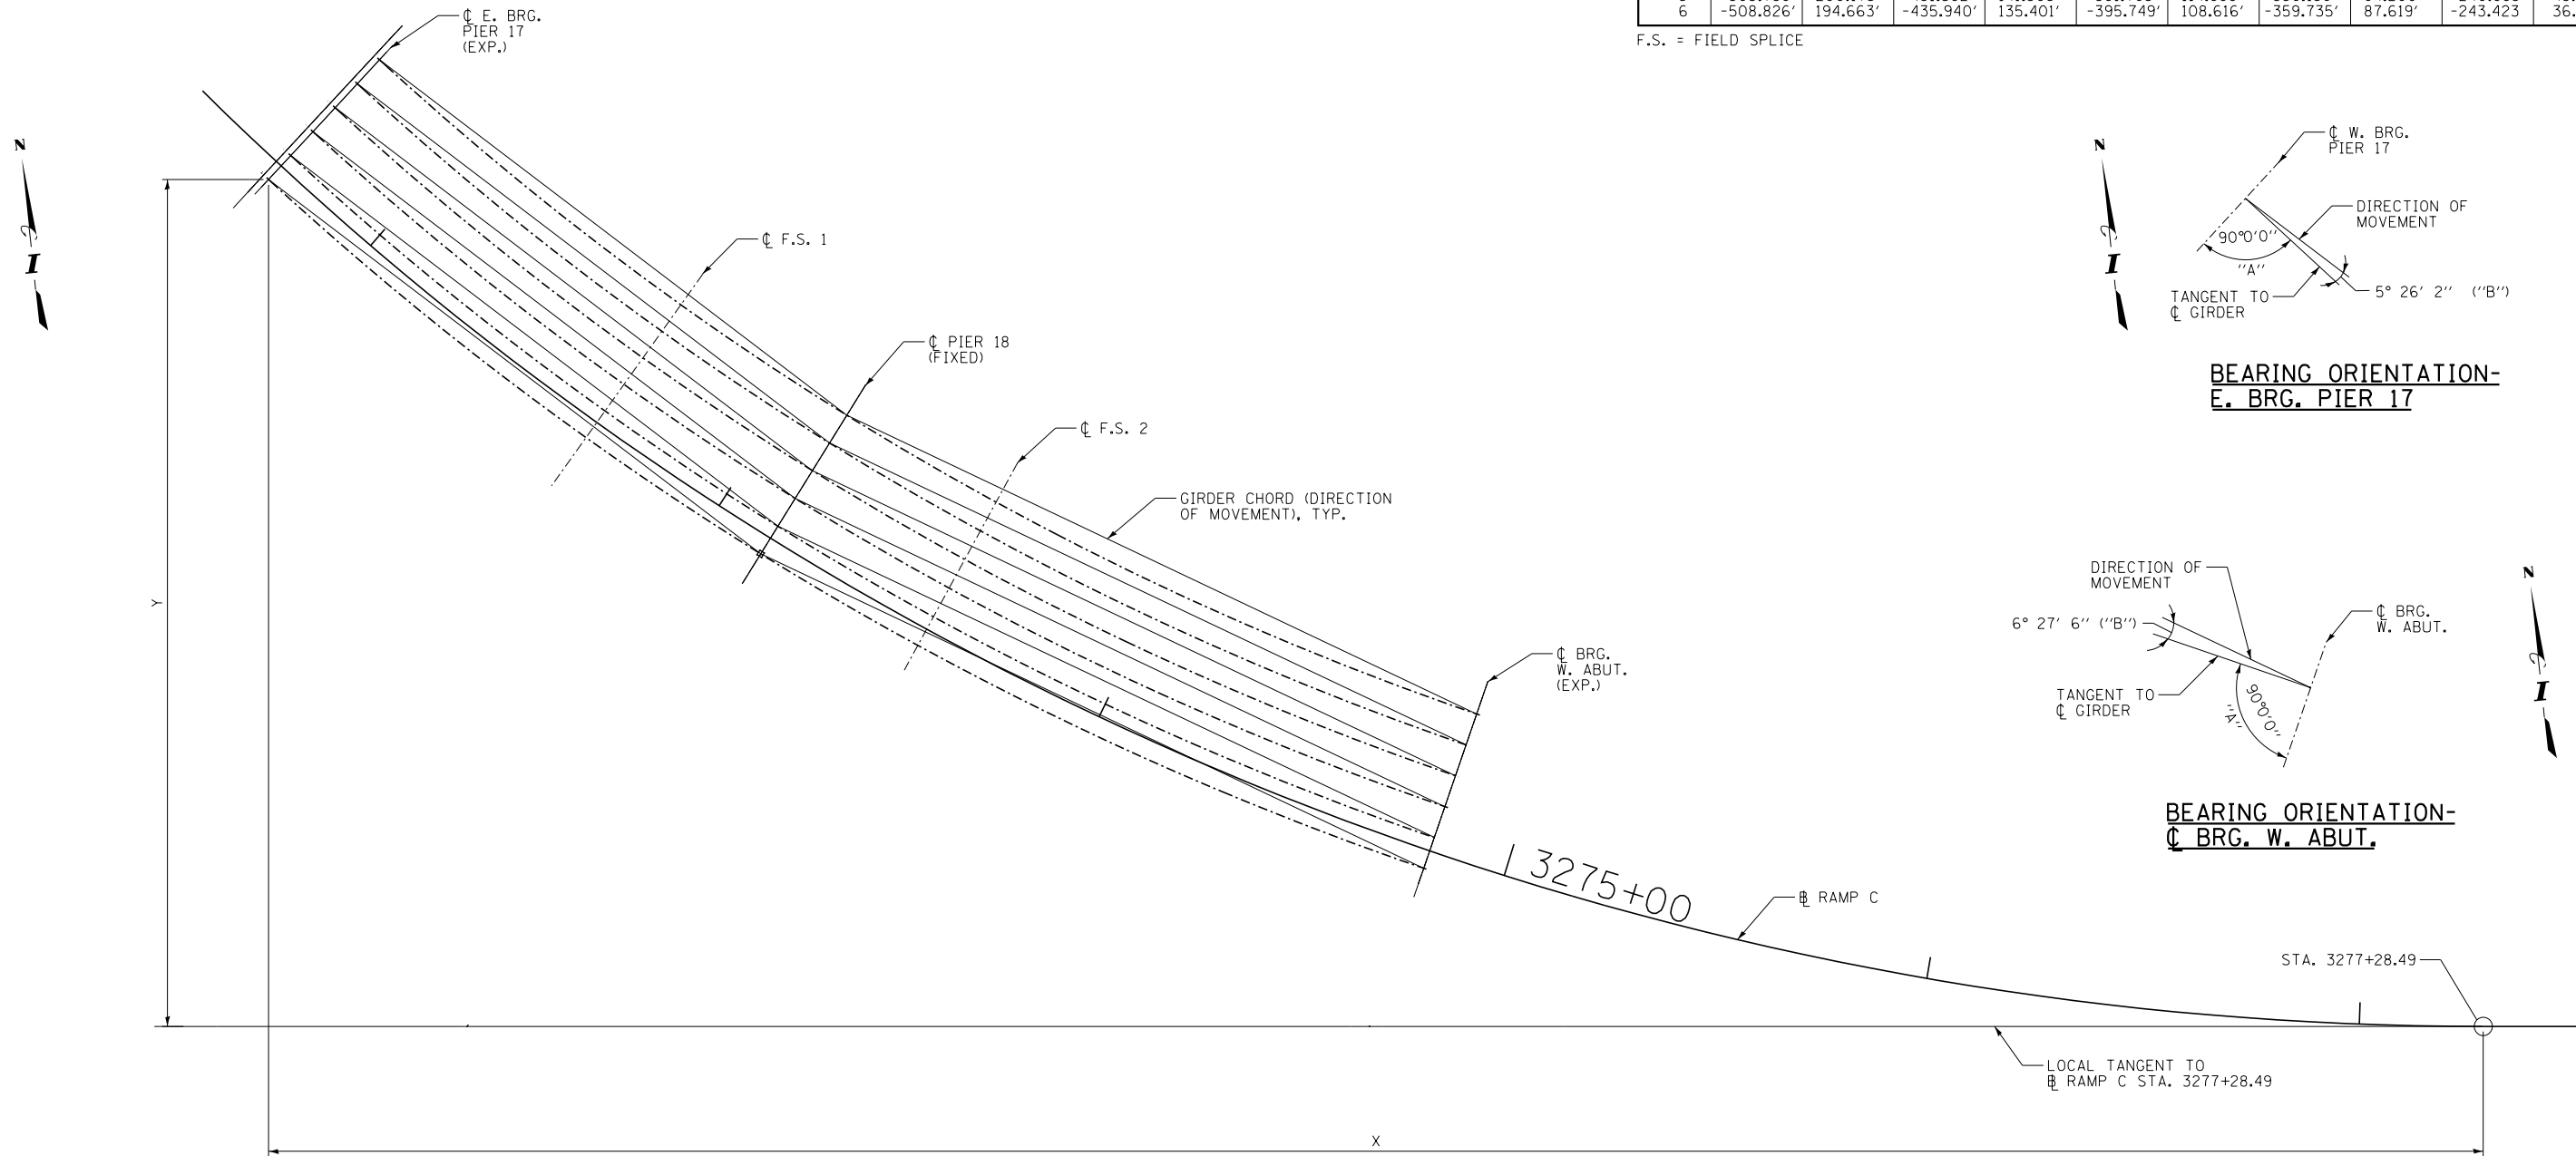 6 -508.826' 194.663' -435.940' 135.401' -395.749' 108.616' -359.735' 87.619' -243.423 36.
F.S. = FIELD SPLICE
℄ E. BRG.
PIER 17
(EXP.)
N
I
℄ F.S. 1
℄ PIER 18
(FIXED)
℄ F.S. 2
GIRDER CHORD (DIRECTION
OF MOVEMENT), TYP.
℄ BRG.
W. ABUT.
(EXP.)
Y
X
3275+00
℄ RAMP C
STA. 3277+28.49
LOCAL TANGENT TO
RAMP C STA. 3277+28.49
N
I
℄ W. BRG.
PIER 17
DIRECTION OF
MOVEMENT
90°0'0"
"A"
TANGENT TO
℄ GIRDER
5° 26' 2" ("B")
BEARING ORIENTATION-
E. BRG. PIER 17
DIRECTION OF
MOVEMENT
6° 27' 6" ("B")
℄ BRG.
W. ABUT.
TANGENT TO
℄ GIRDER
90°0'0"
"A"
N
I
BEARING ORIENTATION-
℄ BRG. W. ABUT.